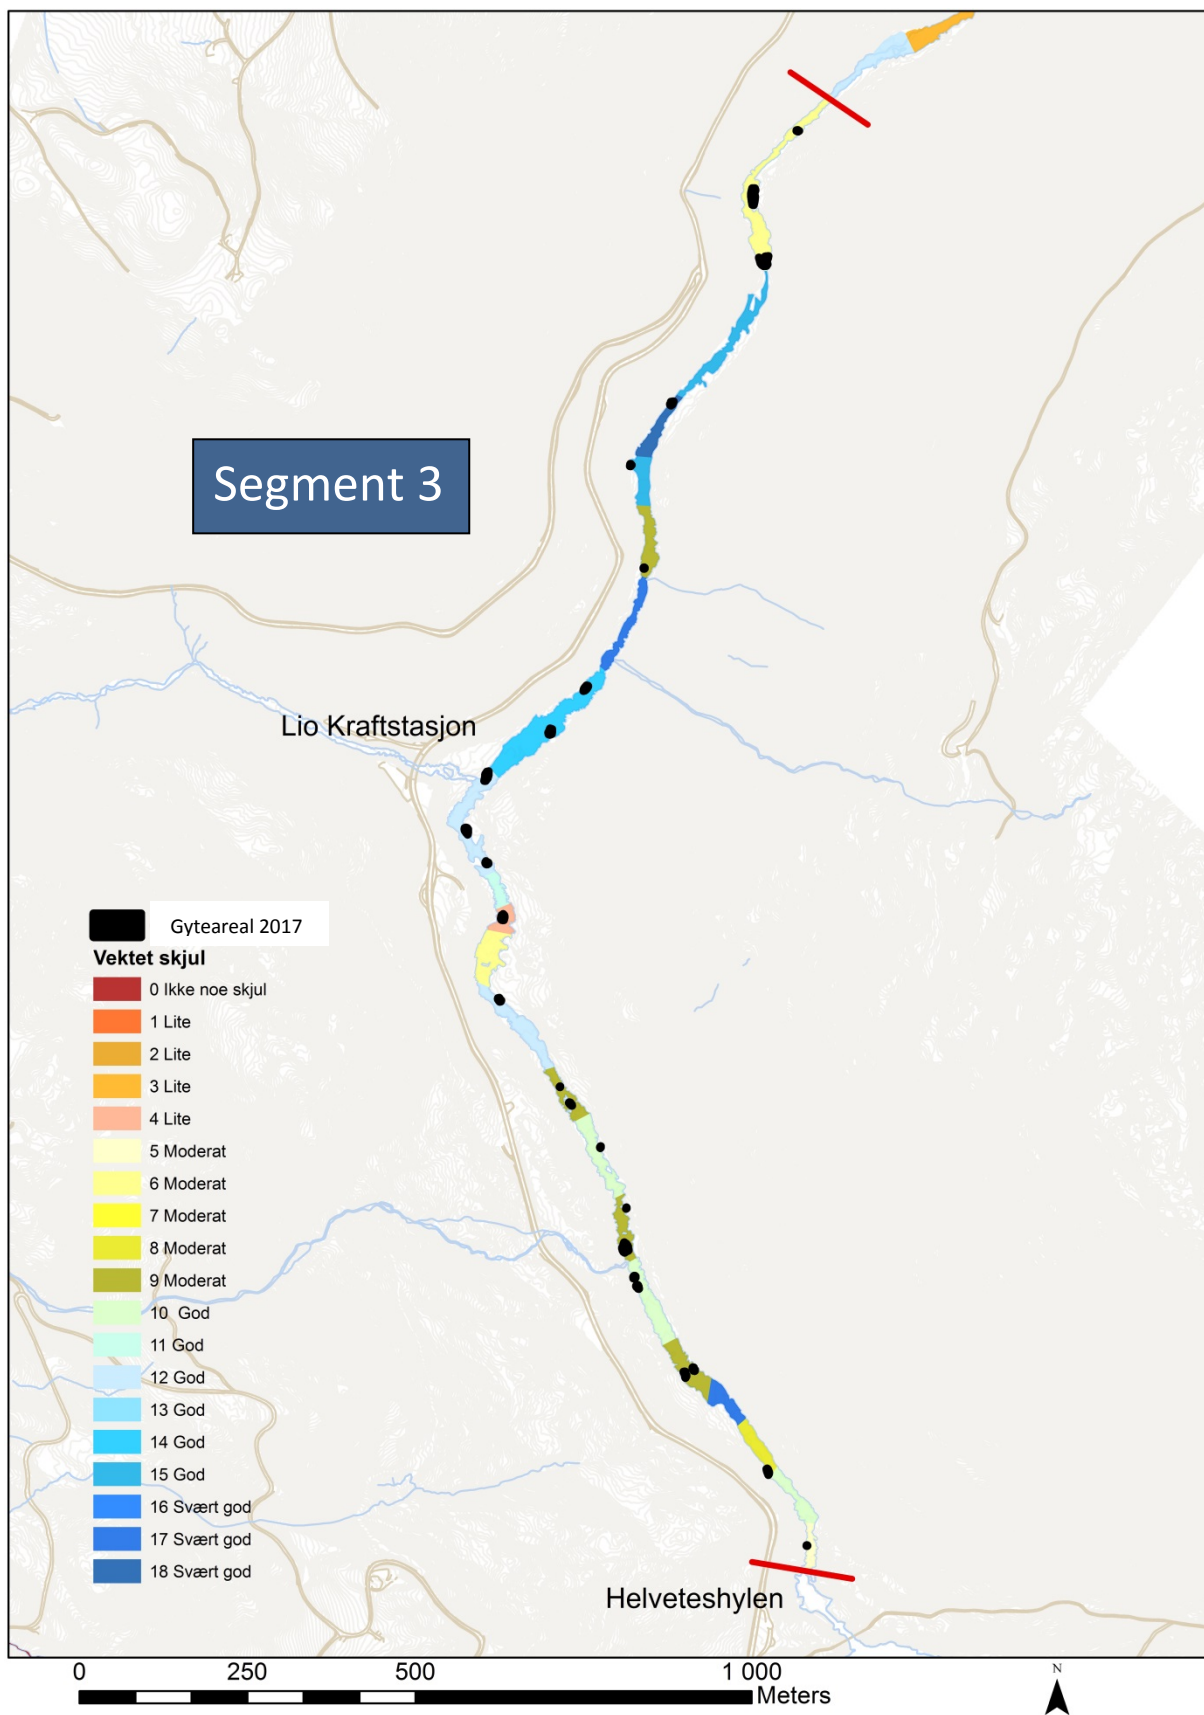 Segment 3
Lio Kraftstasjon
Gyteareal 2017
Vektet skjul
0 Ikke noe skjul
1 Lite
2 Lite
3 Lite
4 Lite
5 Moderat
6 Moderat
7 Moderat
8 Moderat
9 Moderat
10 God
11 God
12 God
13 God
14 God
15 God
16 Svært god
17 Svært god
18 Svært god
Helveteshylen
0 250 500 1 000
Meters
N